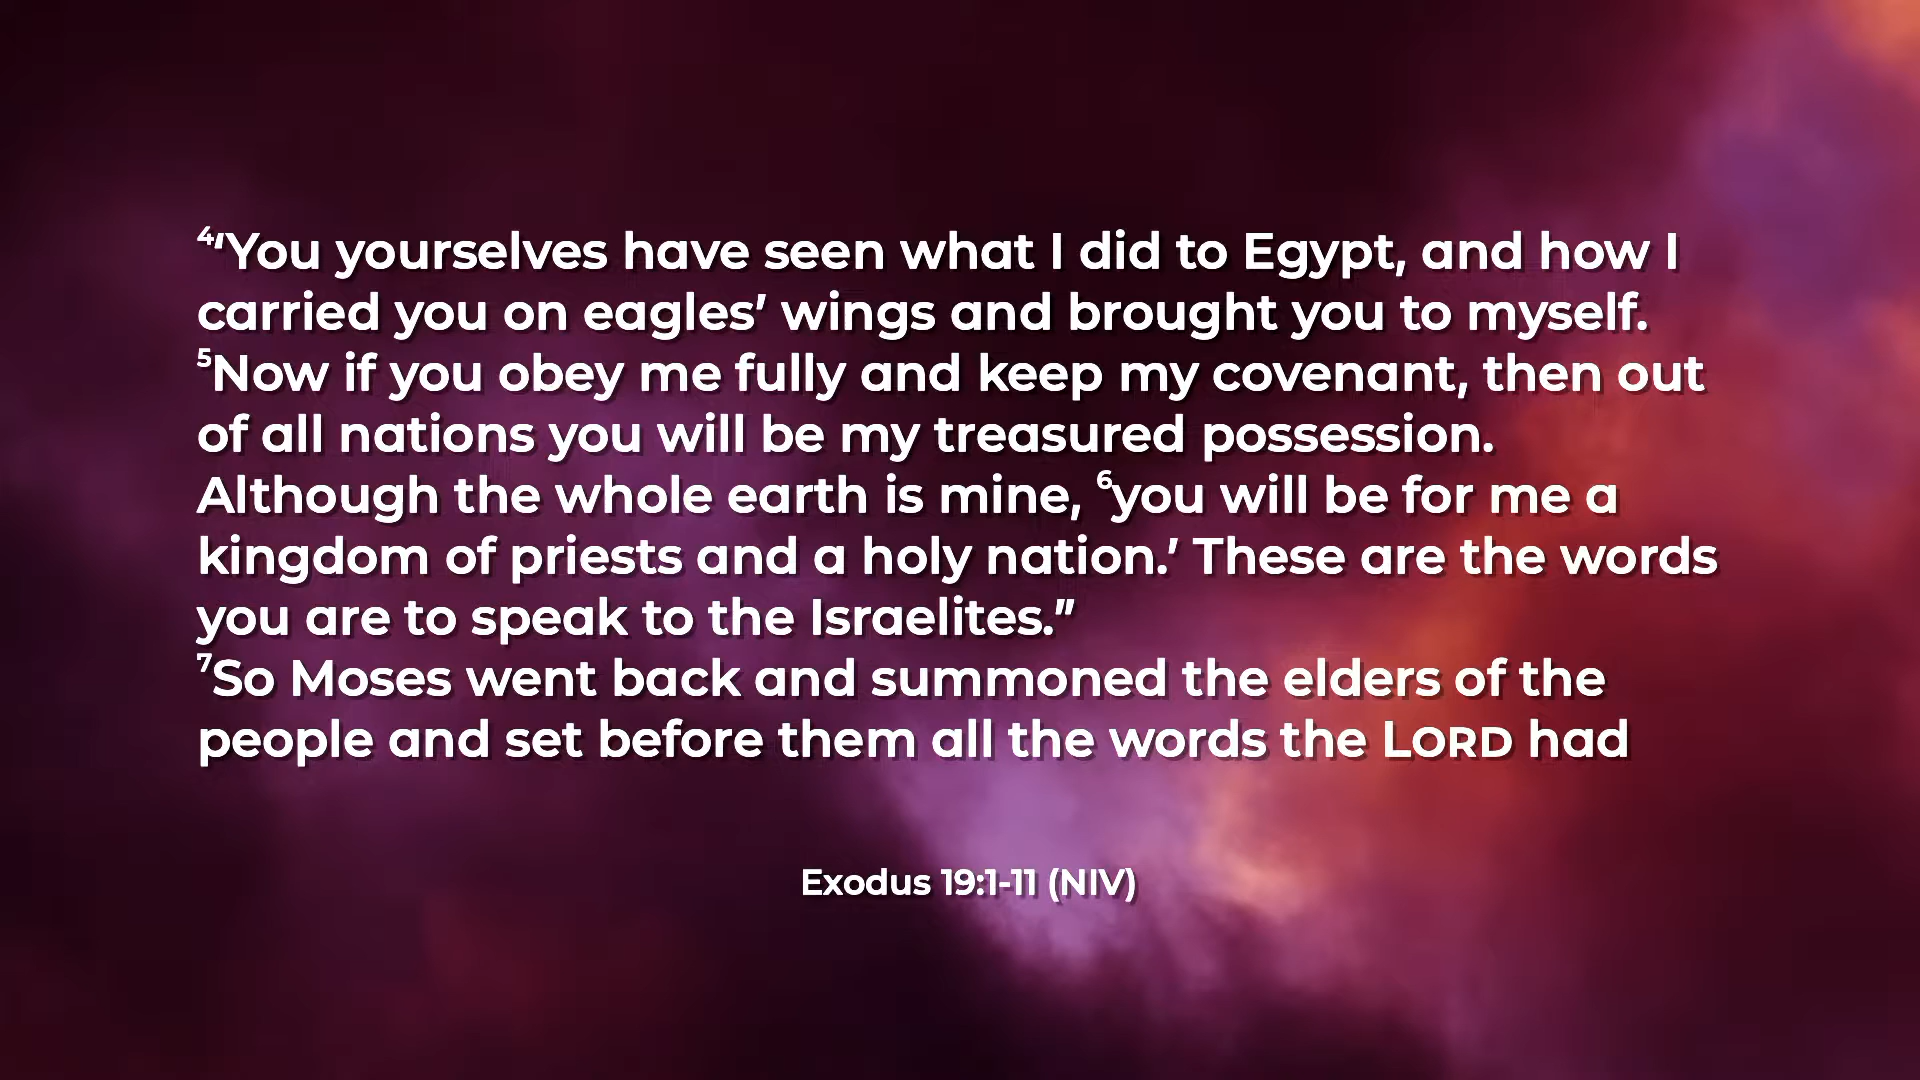 ⁴‘You yourselves have seen what I did to Egypt, and how I
carried you on eagles’ wings and brought you to myself.
⁵Now if you obey me fully and keep my covenant, then out
of all nations you will be my treasured possession.
Although the whole earth is mine, ⁶you will be for me a
kingdom of priests and a holy nation.’ These are the words
you are to speak to the Israelites.”
⁷So Moses went back and summoned the elders of the
people and set before them all the words the LORD had
Exodus 19:1-11 (NIV)